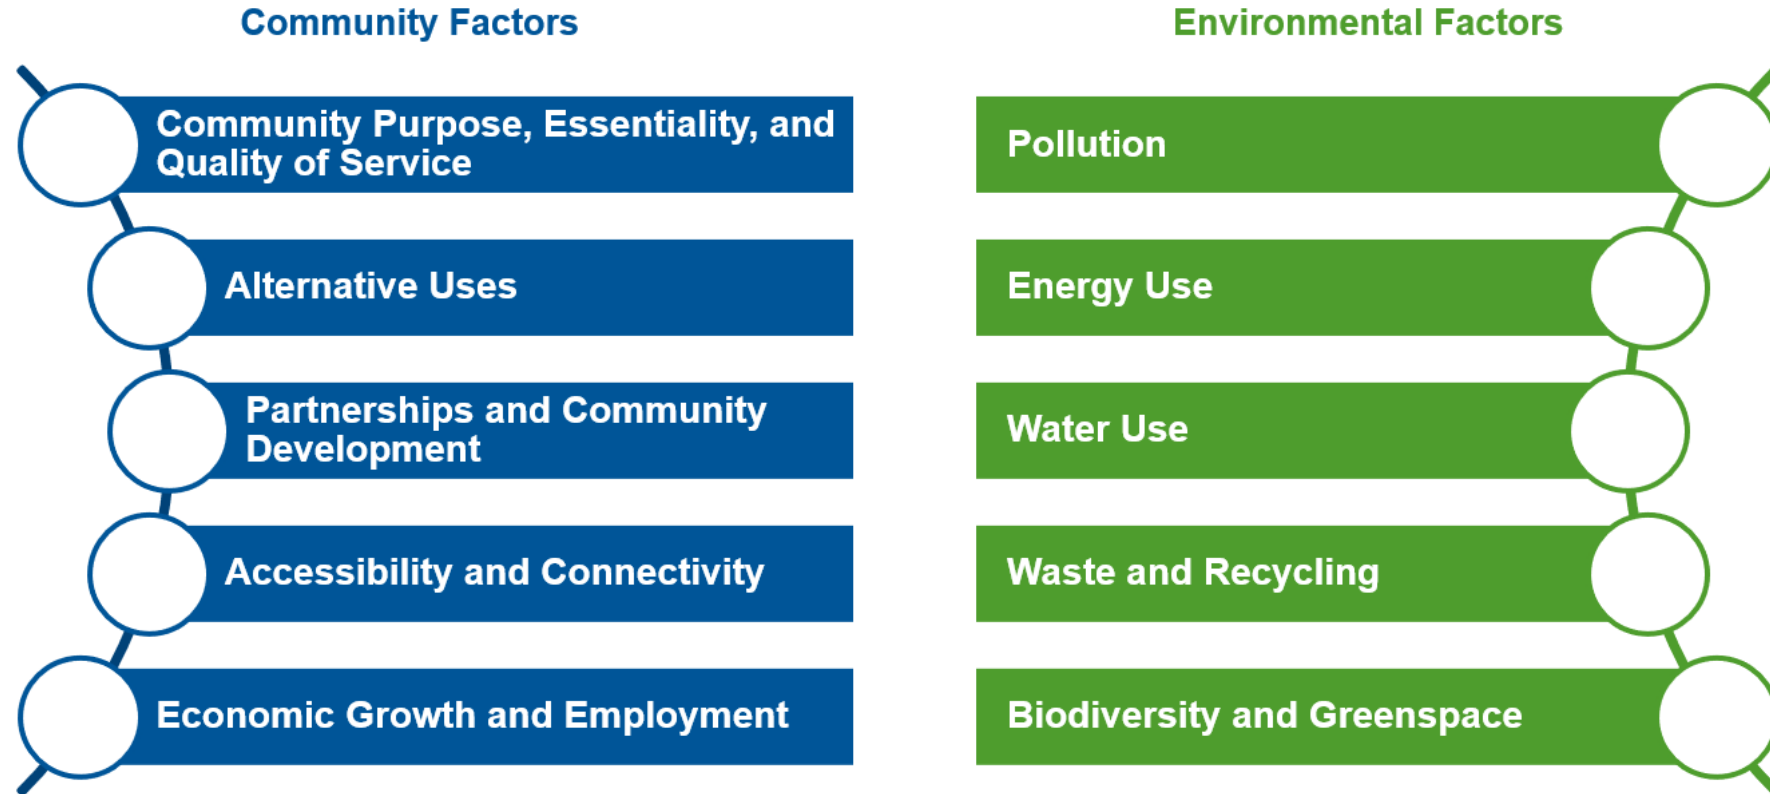 Community Factors
Community Purpose, Essentiality, and
Quality of Service
Alternative Uses
Partnerships and Community
Development
Accessibility and Connectivity
Economic Growth and Employment
Environmental Factors
Pollution
Energy Use
Water Use
Waste and Recycling
Biodiversity and Greenspace